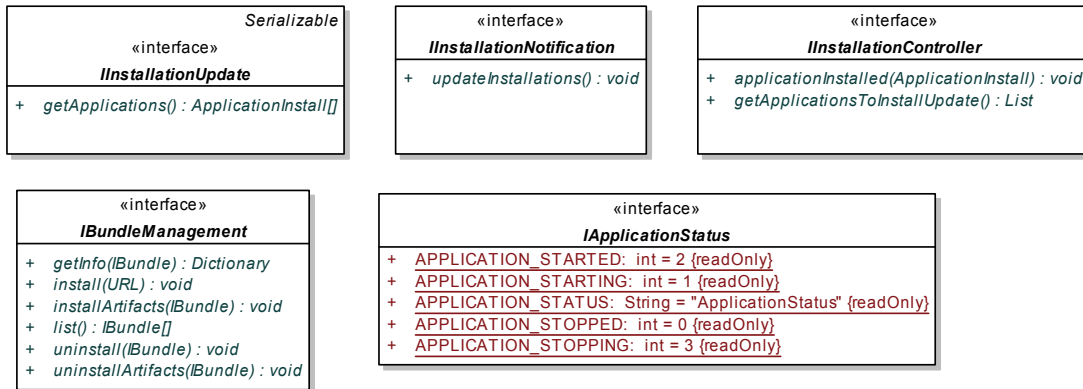 Serializable
«interface»
IInstallationUpdate
+ getApplications() : ApplicationInstall[]
«interface»
IInstallationNotification
+ updateInstallations() : void
«interface»
IInstallationController
+ applicationInstalled(ApplicationInstall) : void
+ getApplicationsToInstallUpdate() : List
«interface»
IBundleManagement
+ getInfo(IBundle) : Dictionary
+ install(URL) : void
+ installArtifacts(IBundle) : void
+ list() : IBundle[]
+ uninstall(IBundle) : void
+ uninstallArtifacts(IBundle) : void
«interface»
IApplicationStatus
+ APPLICATION_STARTED: int = 2 {readOnly}
+ APPLICATION_STARTING: int = 1 {readOnly}
+ APPLICATION_STATUS: String = "ApplicationStatus" {readOnly}
+ APPLICATION_STOPPED: int = 0 {readOnly}
+ APPLICATION_STOPPING: int = 3 {readOnly}